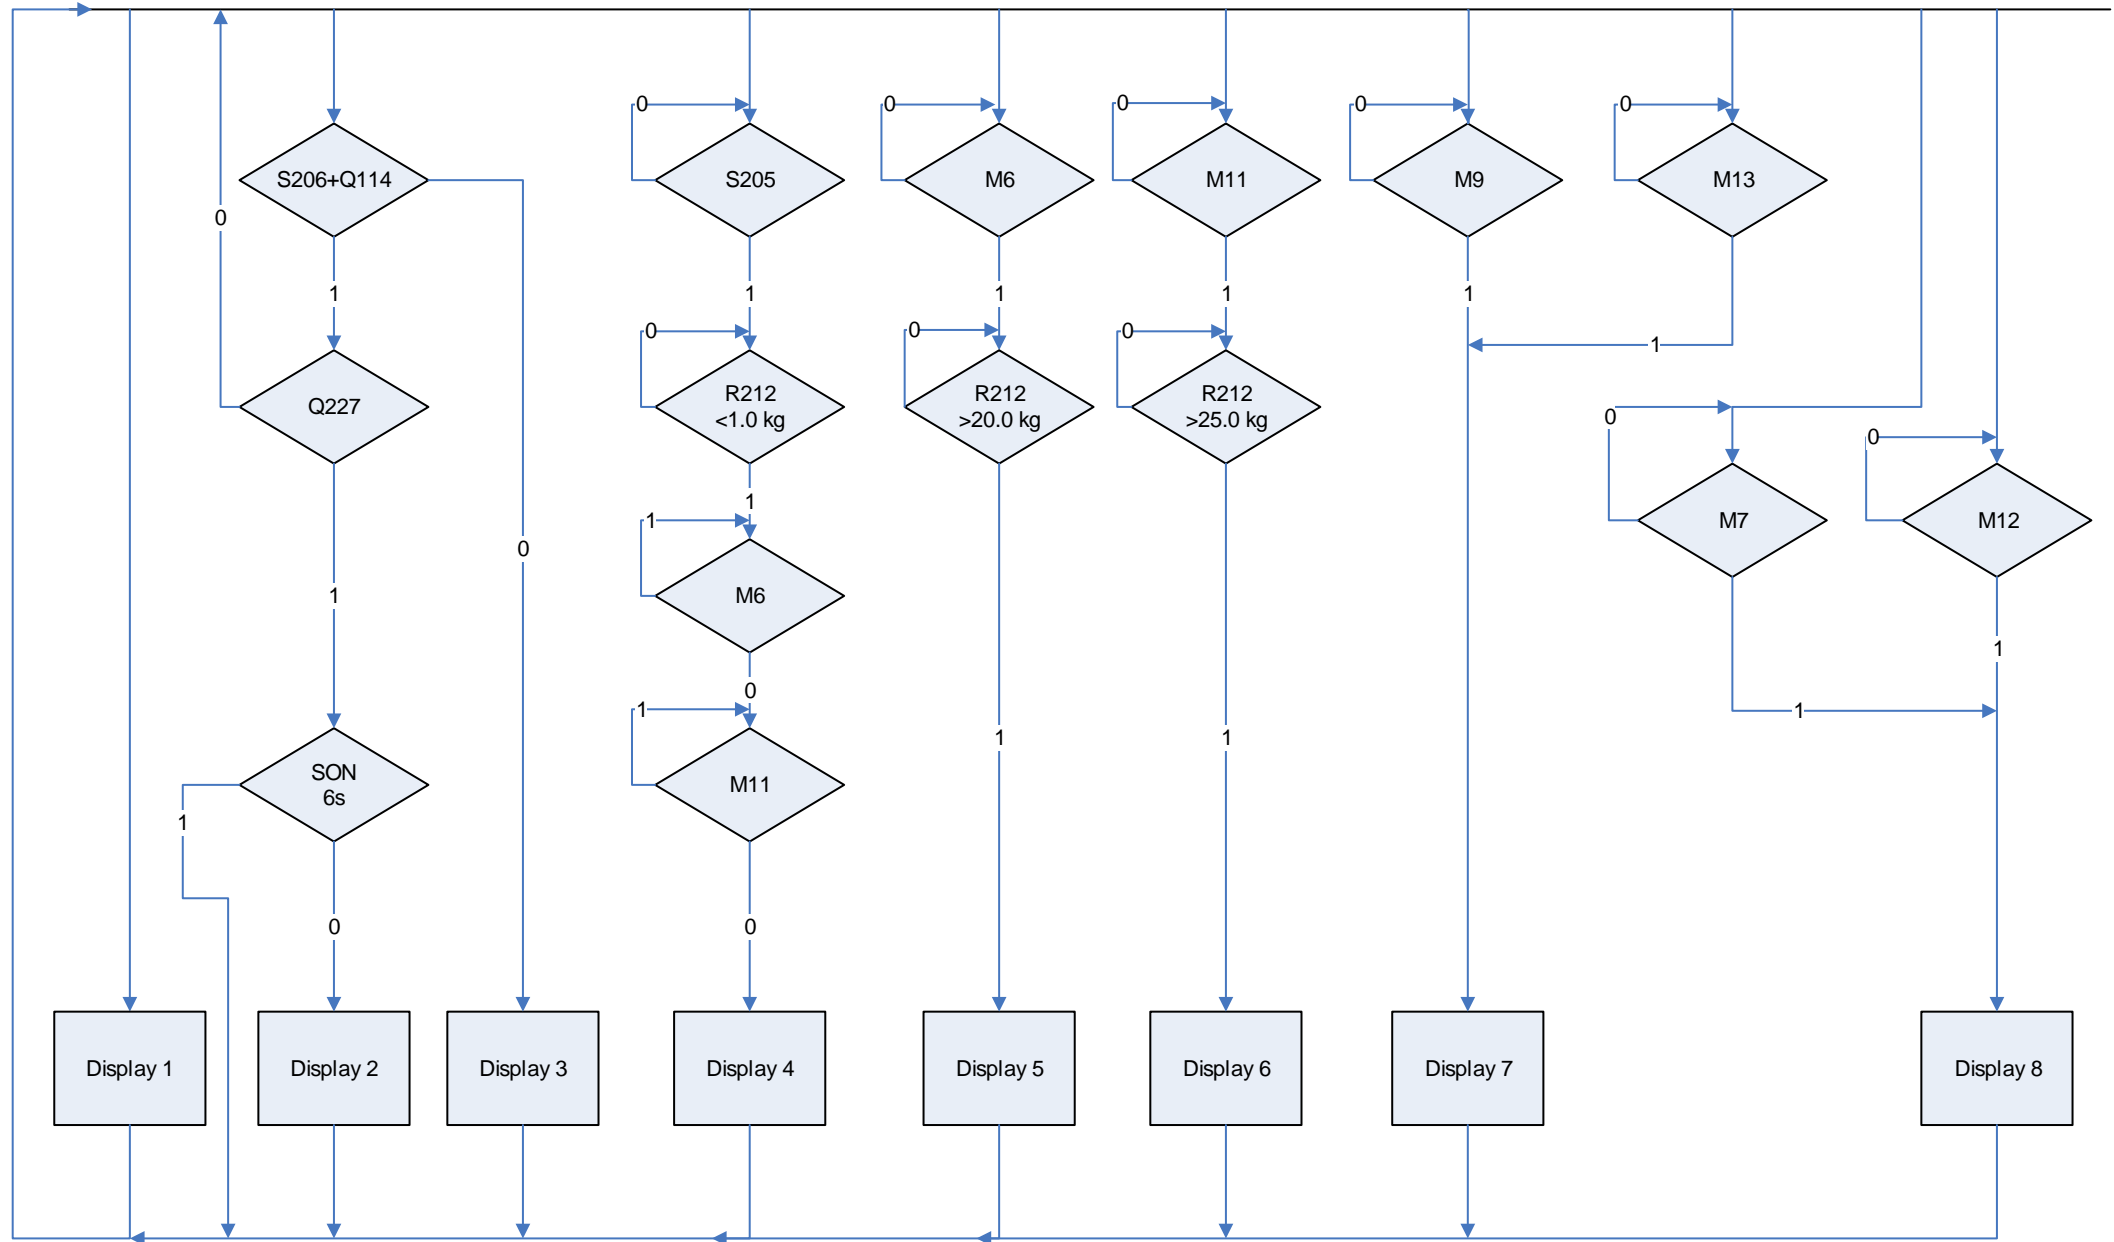 0
0
0
0
0
S206+Q114
S205
M6
M11
M9
M13
0
1
1
1
1
1
0
0
0
1
Q227
R212
<1.0 kg
R212
>20.0 kg
R212
>25.0 kg
0
0
1
1
M7
M12
0
1
M6
1
0
1
1
1
1
SON
6s
M11
1
0
0
Display 1
Display 2
Display 3
Display 4
Display 5
Display 6
Display 7
Display 8